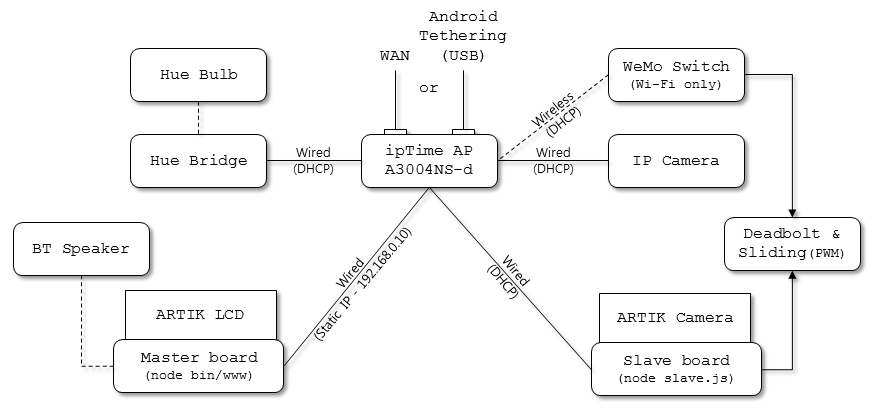 Android
Tethering
WAN
(USB)
or
Hue Bulb
WeMo Switch
(Wi-Fi only)
Wireless
(DHCP)
Hue Bridge
Wired
(DHCP)
ipTime AP
A3004NS-d
Wired
(DHCP)
IP Camera
BT Speaker
Wired
(Static IP - 192.168.0.10)
Wired
(DHCP)
Deadbolt &
Sliding(PWM)
ARTIK LCD
ARTIK Camera
Master board
(node bin/www)
Slave board
(node slave.js)